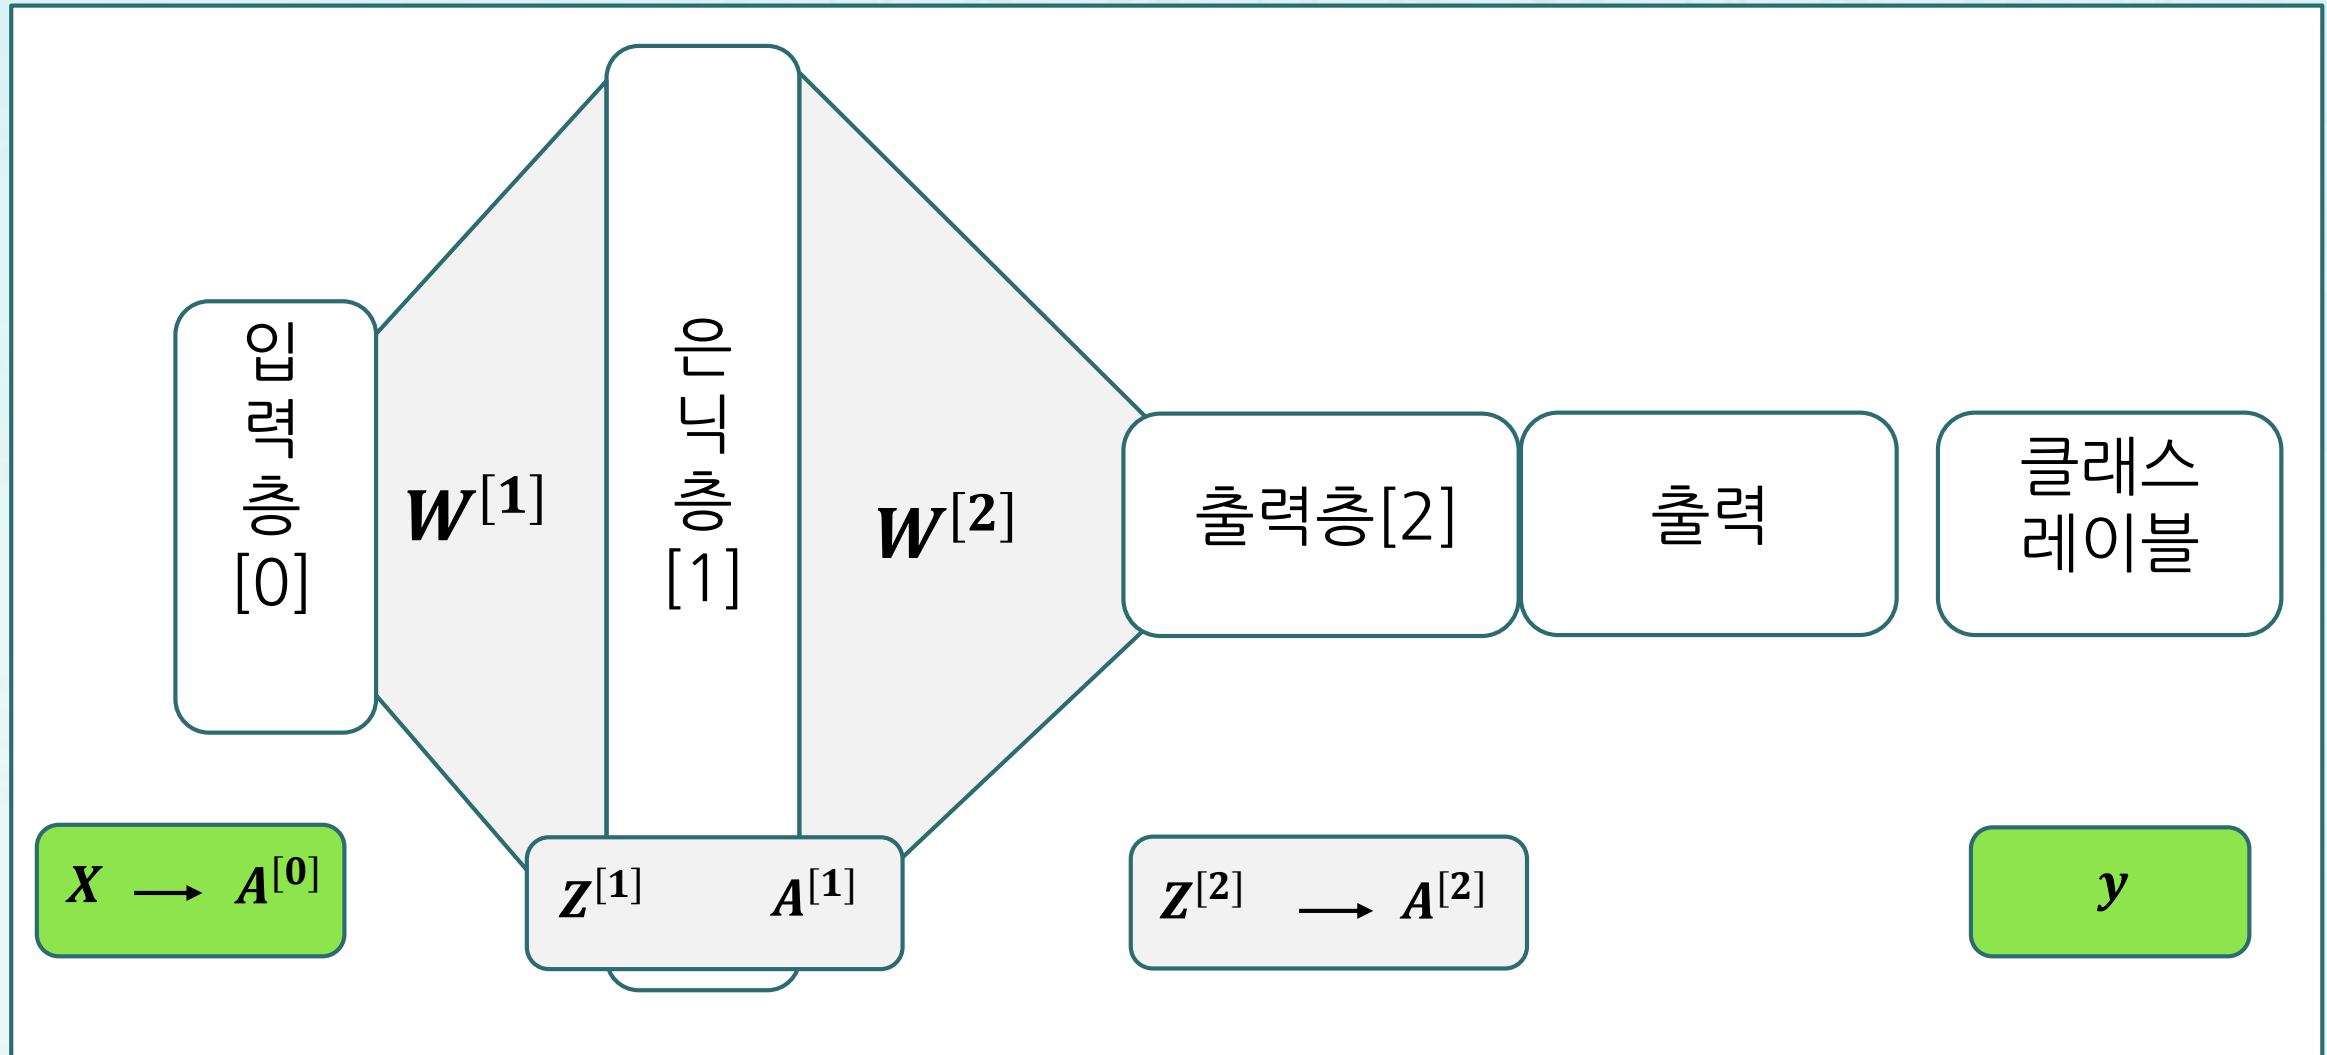 입
력
층
[0]
W^[1]
은
닉
층
[1]
W^[2]
출력층[2]
출력
클래스
레이블
X → A^[0]
Z^[1] A^[1]
Z^[2] → A^[2]
y